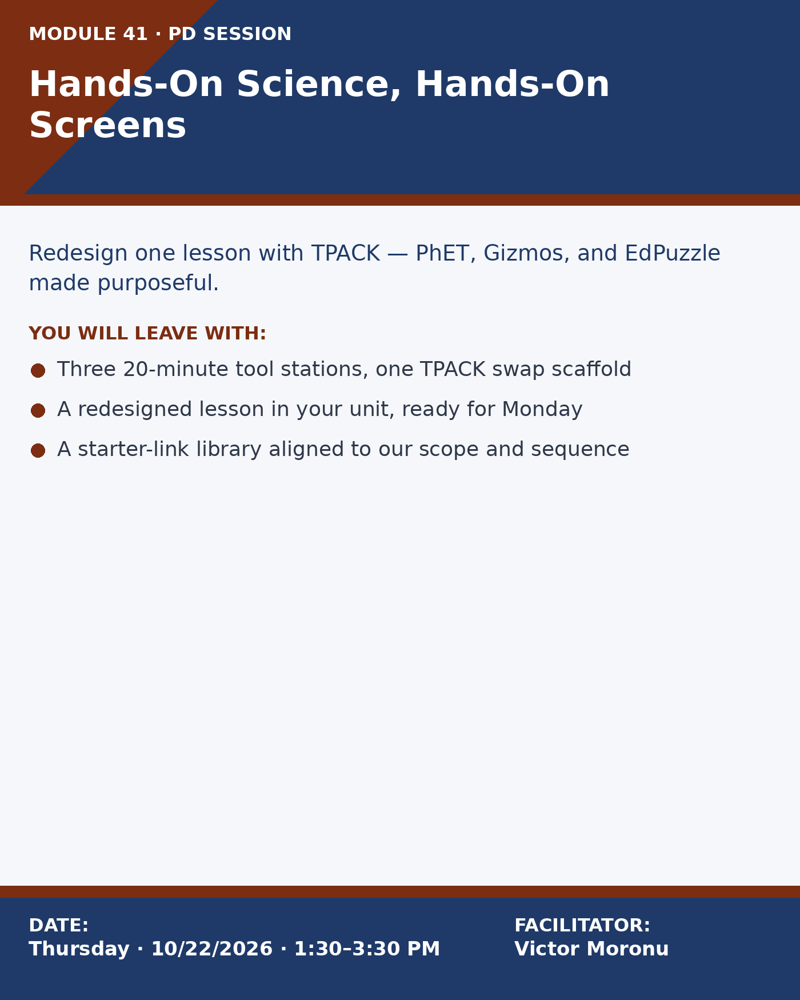 MODULE 41 · PD SESSION
Hands-On Science, Hands-On
Screens
Redesign one lesson with TPACK — PhET, Gizmos, and EdPuzzle
made purposeful.
YOU WILL LEAVE WITH:
● Three 20-minute tool stations, one TPACK swap scaffold
● A redesigned lesson in your unit, ready for Monday
● A starter-link library aligned to our scope and sequence
DATE:
Thursday · 10/22/2026 · 1:30–3:30 PM
FACILITATOR:
Victor Moronu